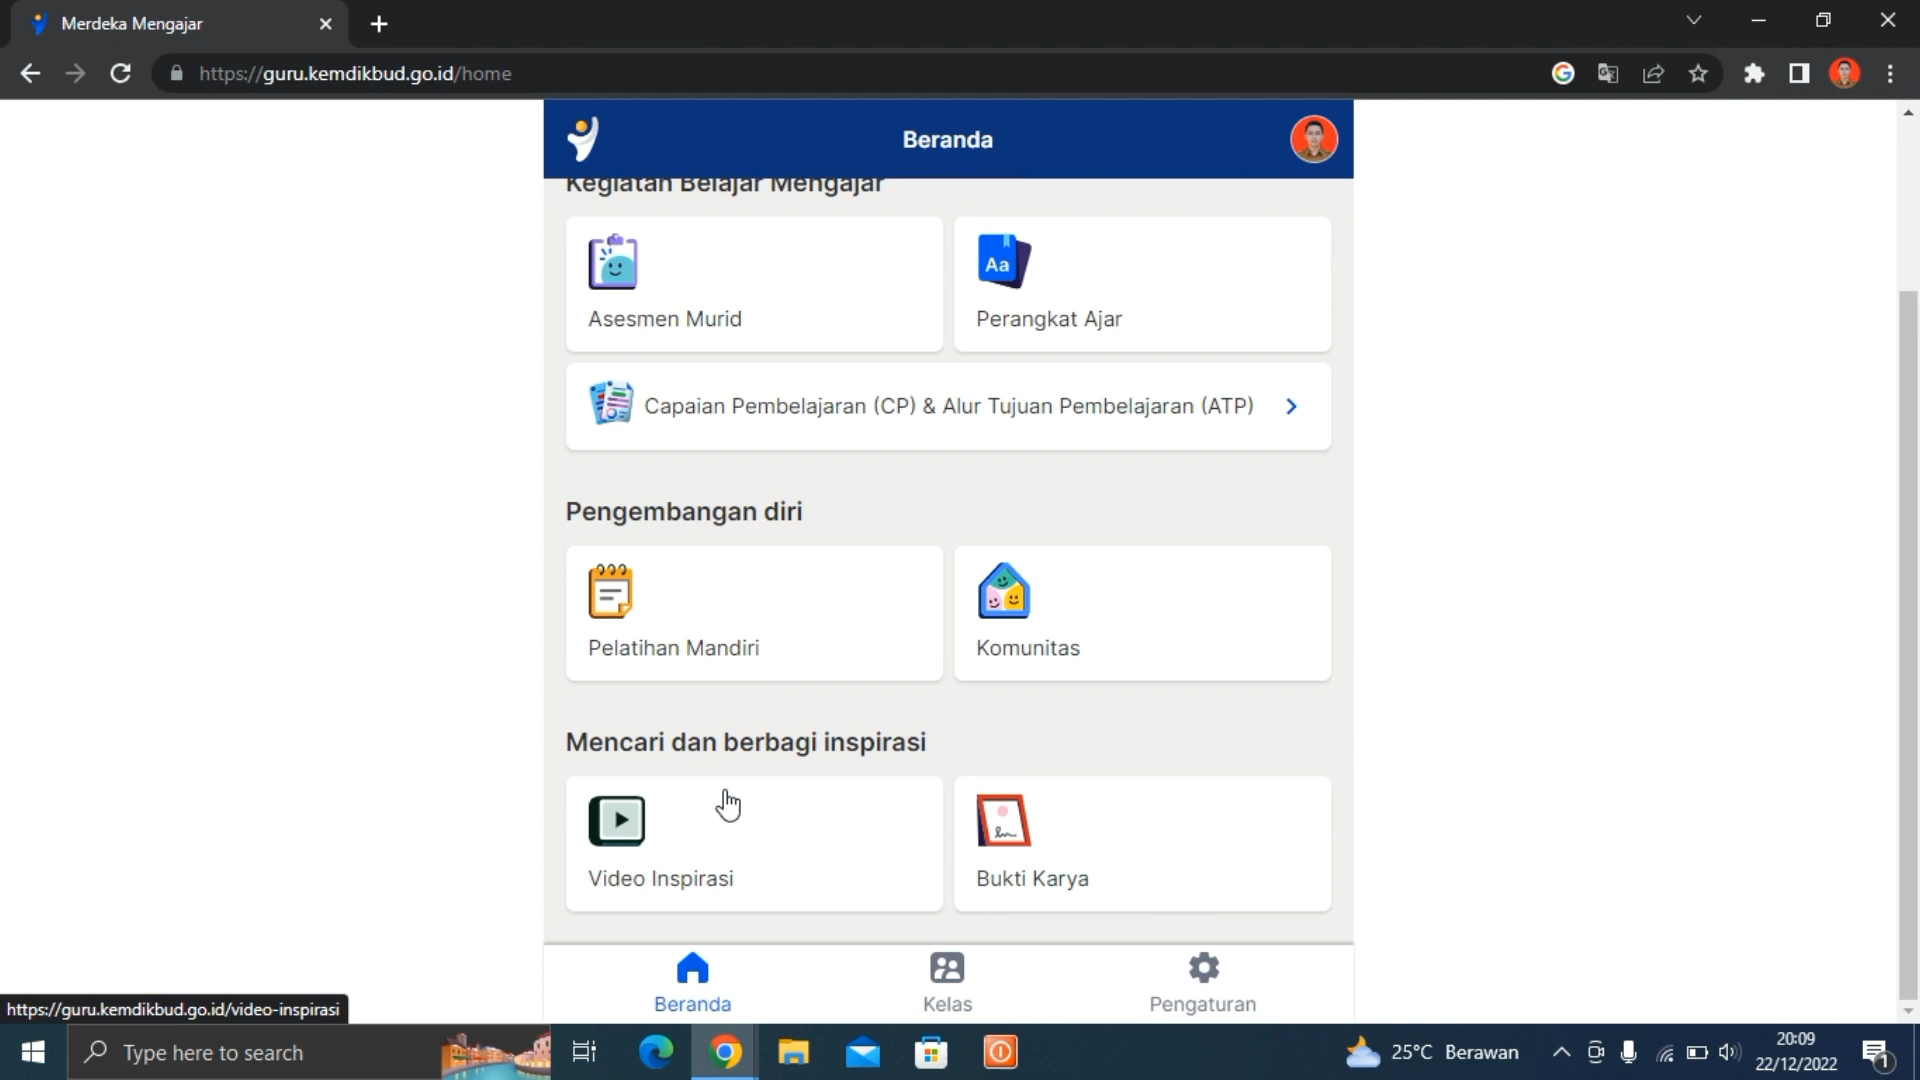 Merdeka Mengajar
https://guru.kemdikbud.go.id/home
Beranda
Kegiatan Belajar Mengajar
Asesmen Murid
Aa
Perangkat Ajar
Capaian Pembelajaran (CP) & Alur Tujuan Pembelajaran (ATP)
Pengembangan diri
Pelatihan Mandiri
Komunitas
Mencari dan berbagi inspirasi
Video Inspirasi
Bukti Karya
Beranda
Kelas
Pengaturan
https://guru.kemdikbud.go.id/video-inspirasi
Type here to search
25°C Berawan
20:09
22/12/2022
1